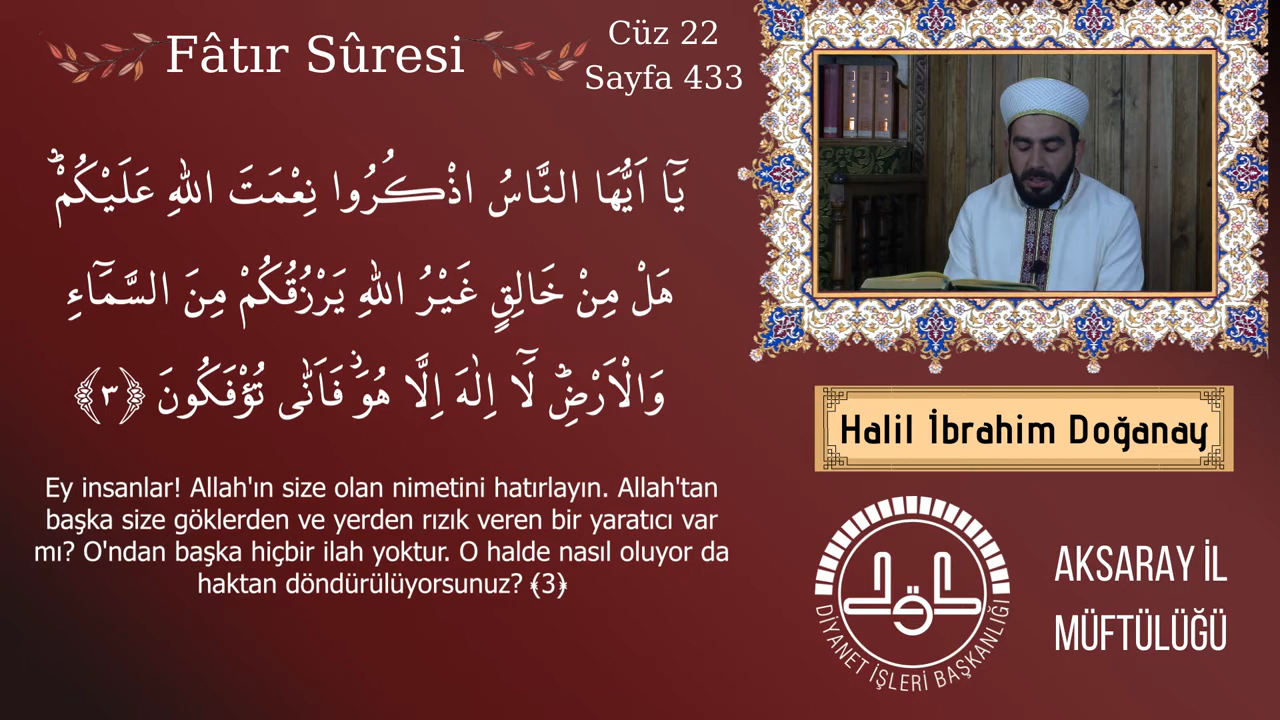 Fâtır Sûresi
Cüz 22
Sayfa 433
يَٓا اَيُّهَا النَّاسُ اذْكُرُوا نِعْمَتَ اللّٰهِ عَلَيْكُمْۜ
هَلْ مِنْ خَالِقٍ غَيْرُ اللّٰهِ يَرْزُقُكُمْ مِنَ السَّمَٓاءِ
وَالْاَرْضِۜ لَٓا اِلٰهَ اِلَّا هُوَۘ فَاَنّٰى تُؤْفَكُونَ ﴿٣﴾
Ey insanlar! Allah'ın size olan nimetini hatırlayın. Allah'tan
başka size göklerden ve yerden rızık veren bir yaratıcı var
mı? O'ndan başka hiçbir ilah yoktur. O halde nasıl oluyor da
haktan döndürülüyorsunuz? ﴾3﴿
Halil İbrahim Doğanay
DİYANET İŞLERİ BAŞKANLIĞI
AKSARAY İL
MÜFTÜLÜĞÜ